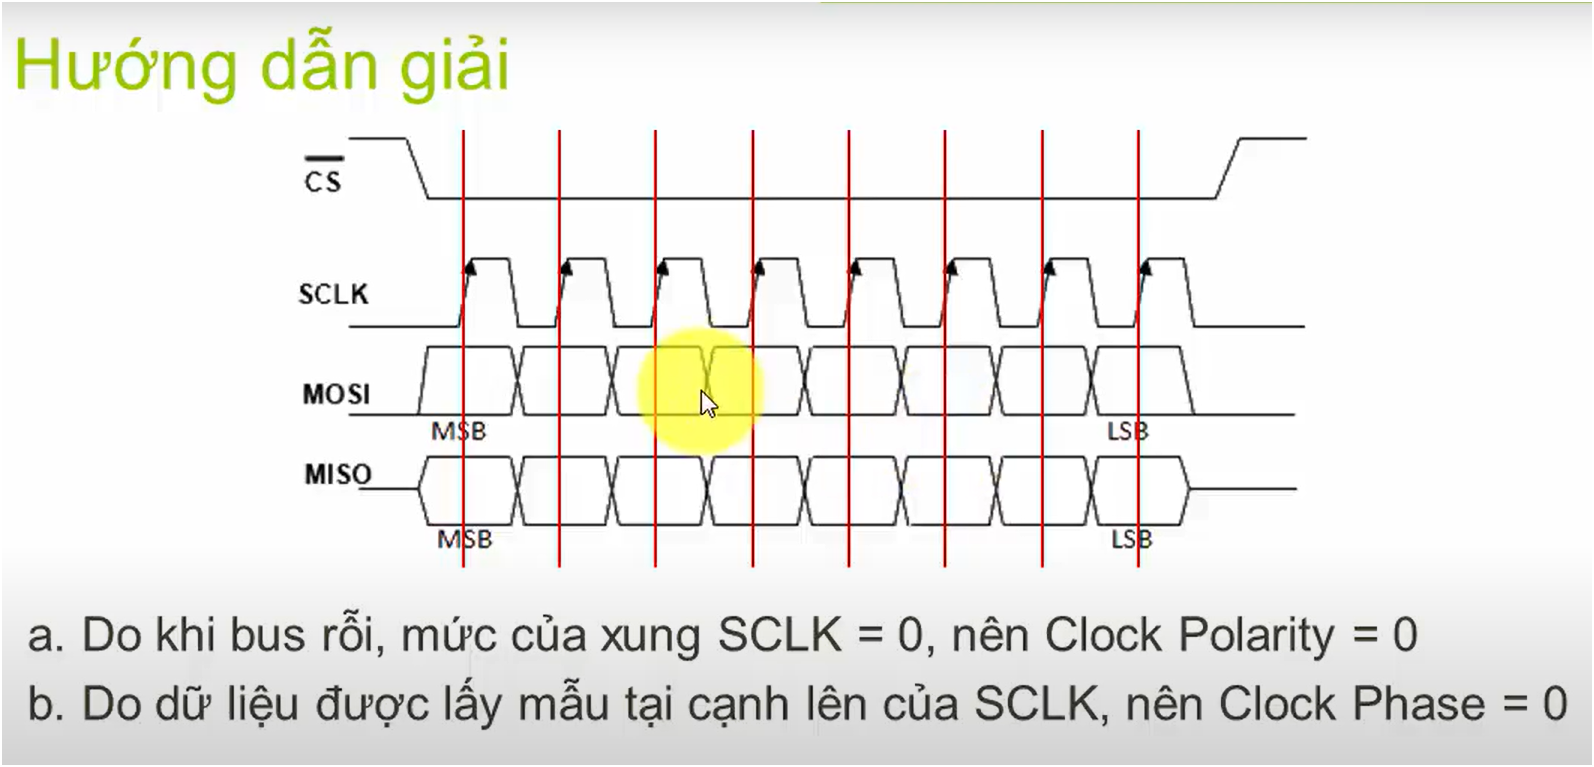 Hướng dẫn giải
CS
SCLK
MOSI
MSB LSB
MISO
MSB LSB
a. Do khi bus rỗi, mức của xung SCLK = 0, nên Clock Polarity = 0
b. Do dữ liệu được lấy mẫu tại cạnh lên của SCLK, nên Clock Phase = 0